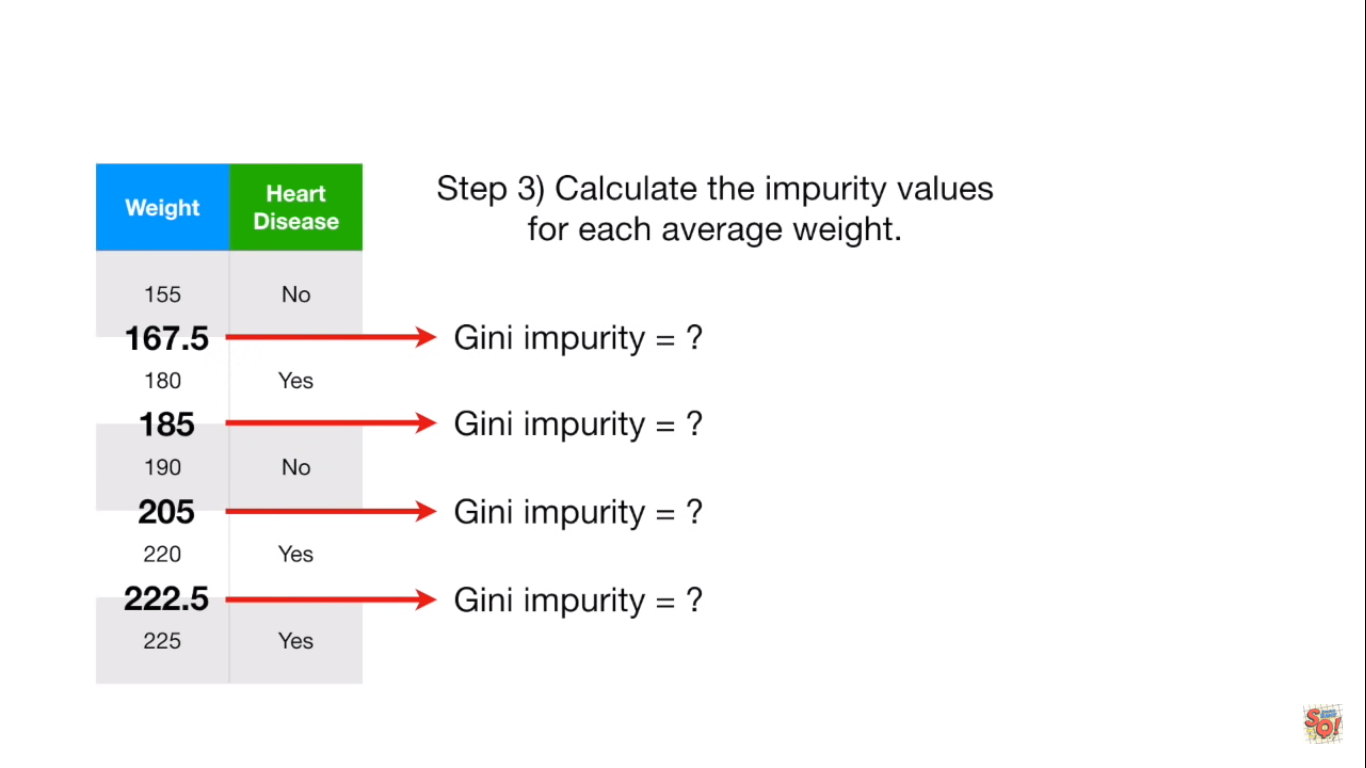 Weight
Heart
Disease
Step 3) Calculate the impurity values
for each average weight.
155 No
167.5 Gini impurity = ?
180 Yes
185 Gini impurity = ?
190 No
205 Gini impurity = ?
220 Yes
222.5 Gini impurity = ?
225 Yes
SQ!